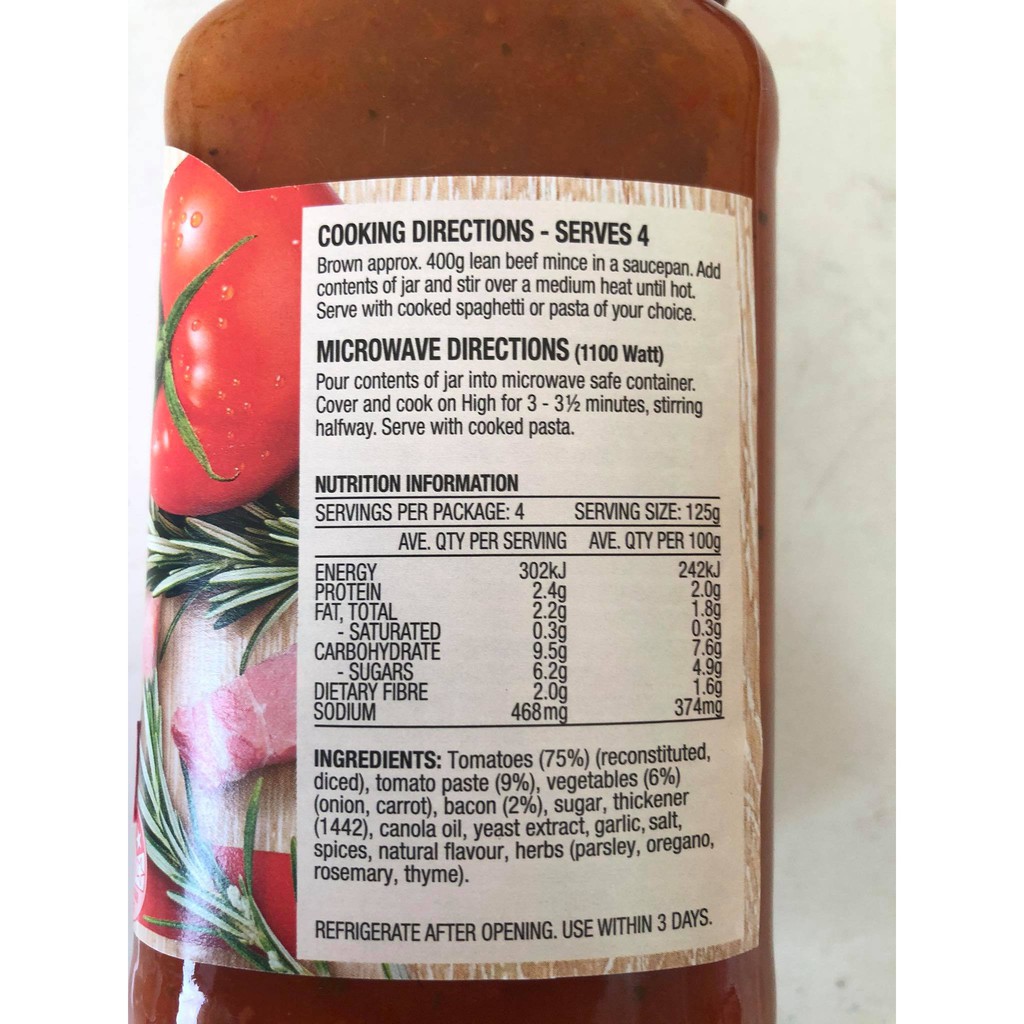 COOKING DIRECTIONS - SERVES 4
Brown approx. 400g lean beef mince in a saucepan. Add
contents of jar and stir over a medium heat until hot.
Serve with cooked spaghetti or pasta of your choice.
MICROWAVE DIRECTIONS (1100 Watt)
Pour contents of jar into microwave safe container.
Cover and cook on High for 3 - 3½ minutes, stirring
halfway. Serve with cooked pasta.
NUTRITION INFORMATION
SERVINGS PER PACKAGE: 4 SERVING SIZE: 125g
AVE. QTY PER SERVING AVE. QTY PER 100g
ENERGY 302kJ 242kJ
PROTEIN 2.4g 2.0g
FAT, TOTAL 2.2g 1.8g
- SATURATED 0.3g 0.3g
CARBOHYDRATE 9.5g 7.6g
- SUGARS 6.2g 4.9g
DIETARY FIBRE 2.0g 1.6g
SODIUM 468mg 374mg
INGREDIENTS: Tomatoes (75%) (reconstituted,
diced), tomato paste (9%), vegetables (6%)
(onion, carrot), bacon (2%), sugar, thickener
(1442), canola oil, yeast extract, garlic, salt,
spices, natural flavour, herbs (parsley, oregano,
rosemary, thyme).
REFRIGERATE AFTER OPENING. USE WITHIN 3 DAYS.